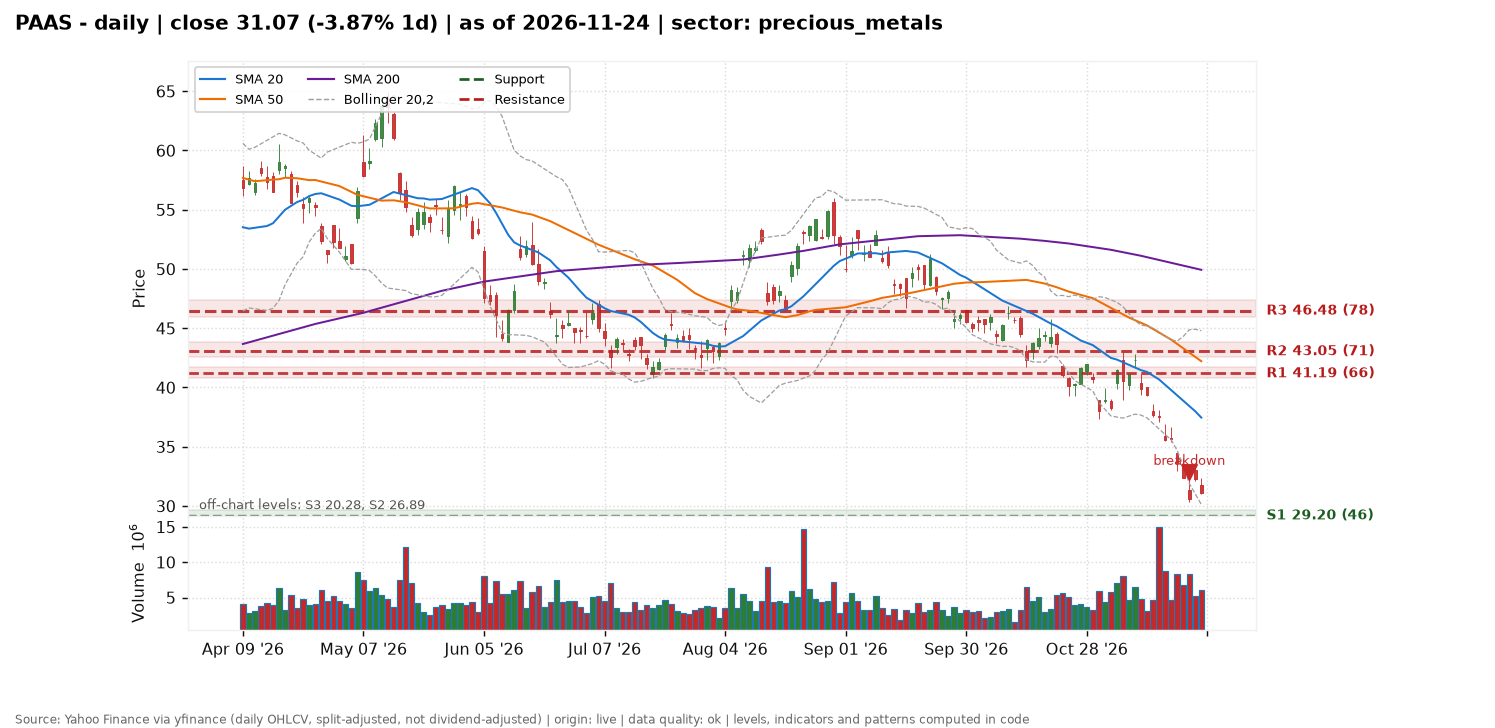 PAAS - daily | close 31.07 (-3.87% 1d) | as of 2026-11-24 | sector: precious_metals
SMA 20
SMA 50
SMA 200
Bollinger 20,2
Support
Resistance
Price
65
60
55
50
45
40
35
30
R3 46.48 (78)
R2 43.05 (71)
R1 41.19 (66)
breakdown
off-chart levels: S3 20.28, S2 26.89
S1 29.20 (46)
Volume 10⁶
15
10
5
Apr 09 '26
May 07 '26
Jun 05 '26
Jul 07 '26
Aug 04 '26
Sep 01 '26
Sep 30 '26
Oct 28 '26
Source: Yahoo Finance via yfinance (daily OHLCV, split-adjusted, not dividend-adjusted) | origin: live | data quality: ok | levels, indicators and patterns computed in code